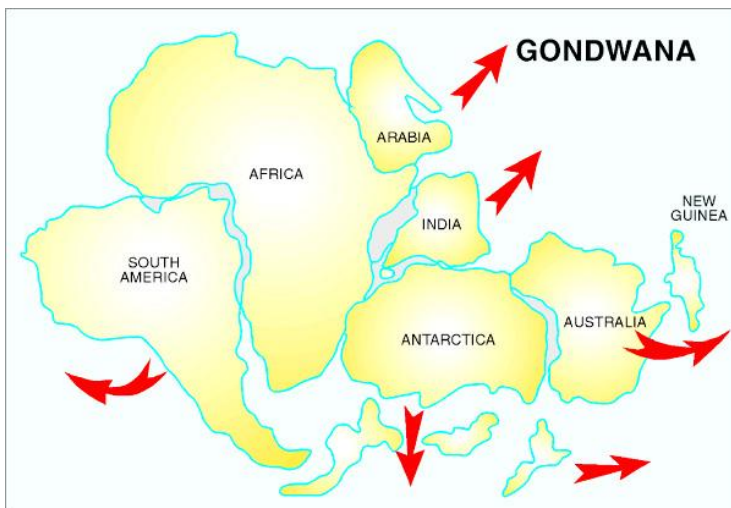 GONDWANA
ARABIA
AFRICA
INDIA
NEW
GUINEA
SOUTH
AMERICA
AUSTRALIA
ANTARCTICA